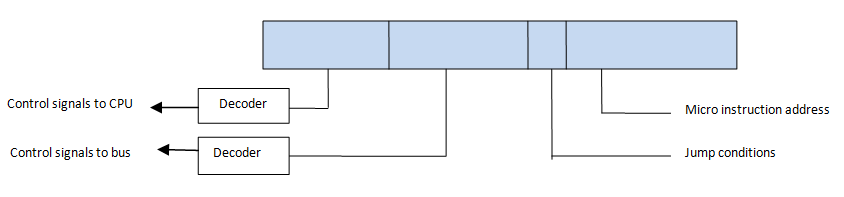 Control signals to CPU
Decoder
Micro instruction address
Control signals to bus
Decoder
Jump conditions